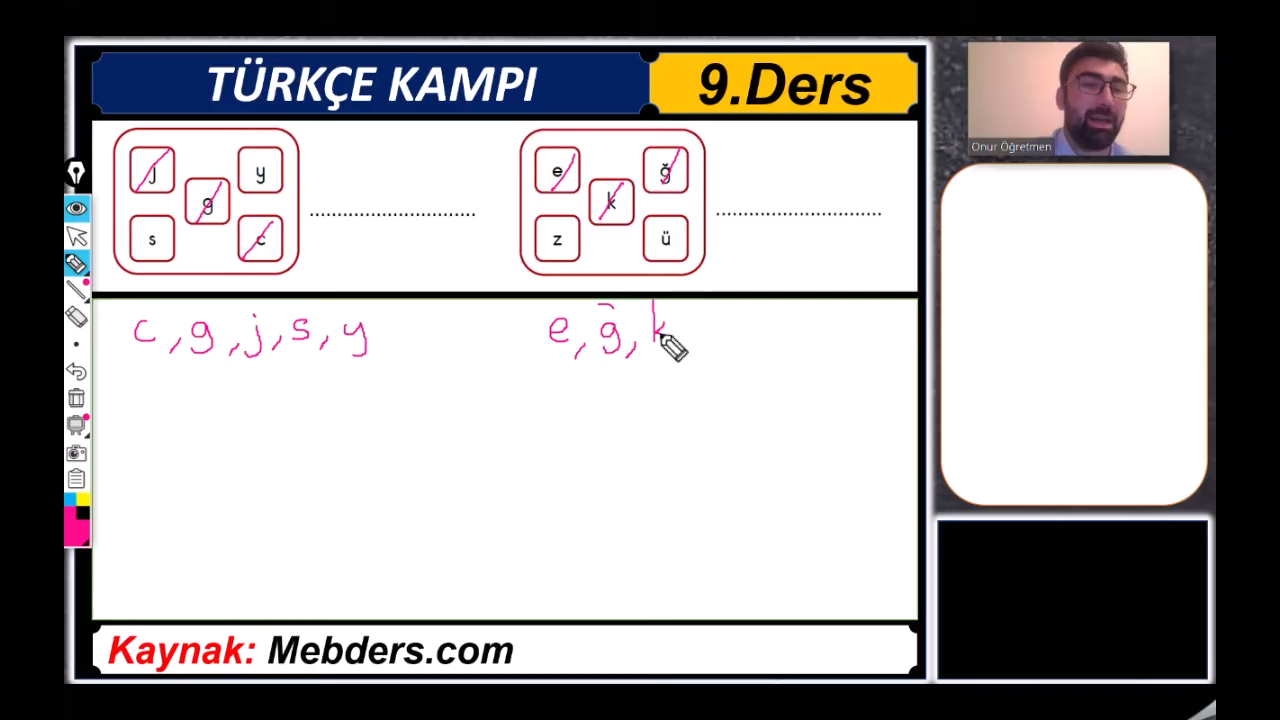 TÜRKÇE KAMPI
9.Ders
Onur Öğretmen
j y
g
s c
e ğ
k
z ü
c, g, j, s, y
e, ğ, k
Kaynak: Mebders.com